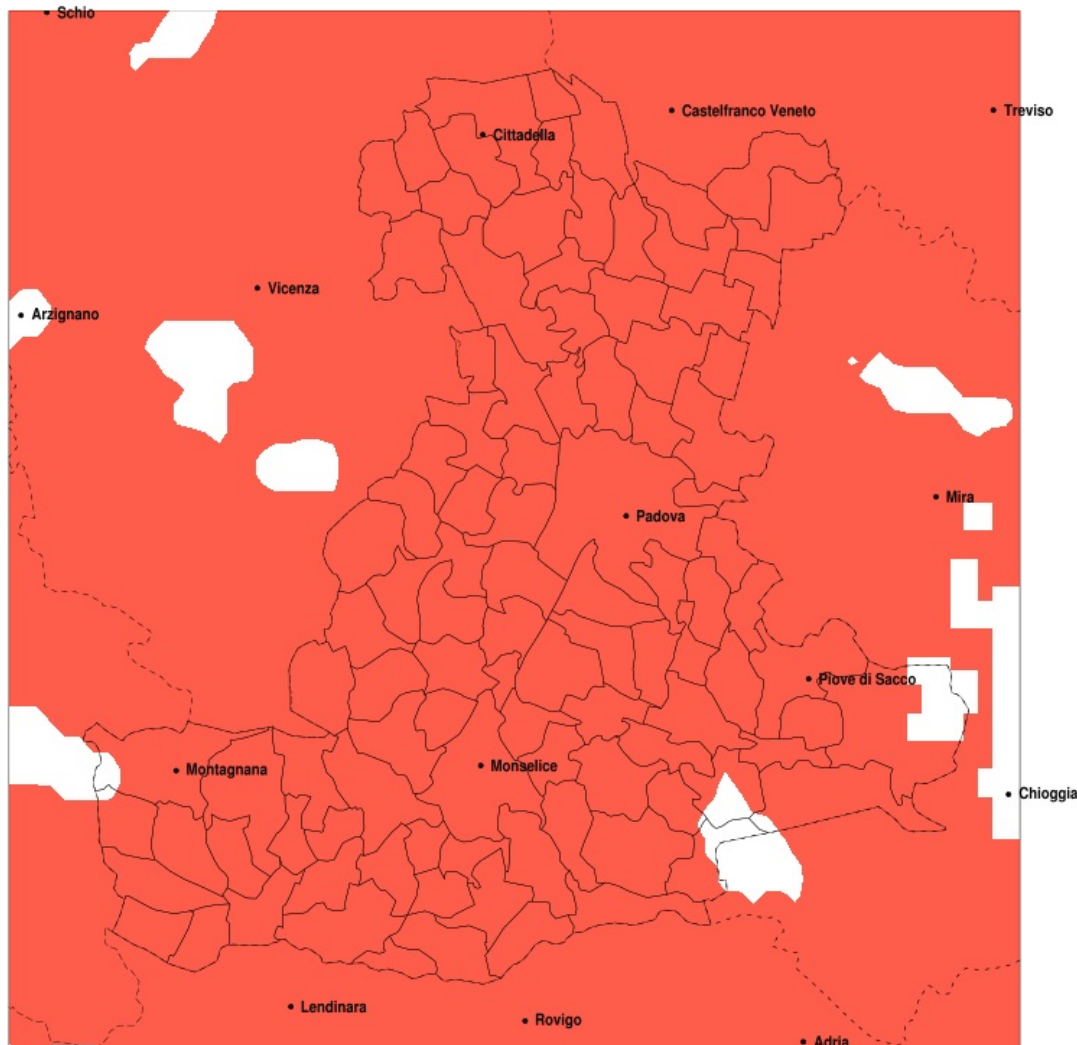 Schio
Castelfranco Veneto
Treviso
Cittadella
Vicenza
Arzignano
Mira
Padova
Piove di Sacco
Monselice
Montagnana
Chioggia
Lendinara
Rovigo
Adria